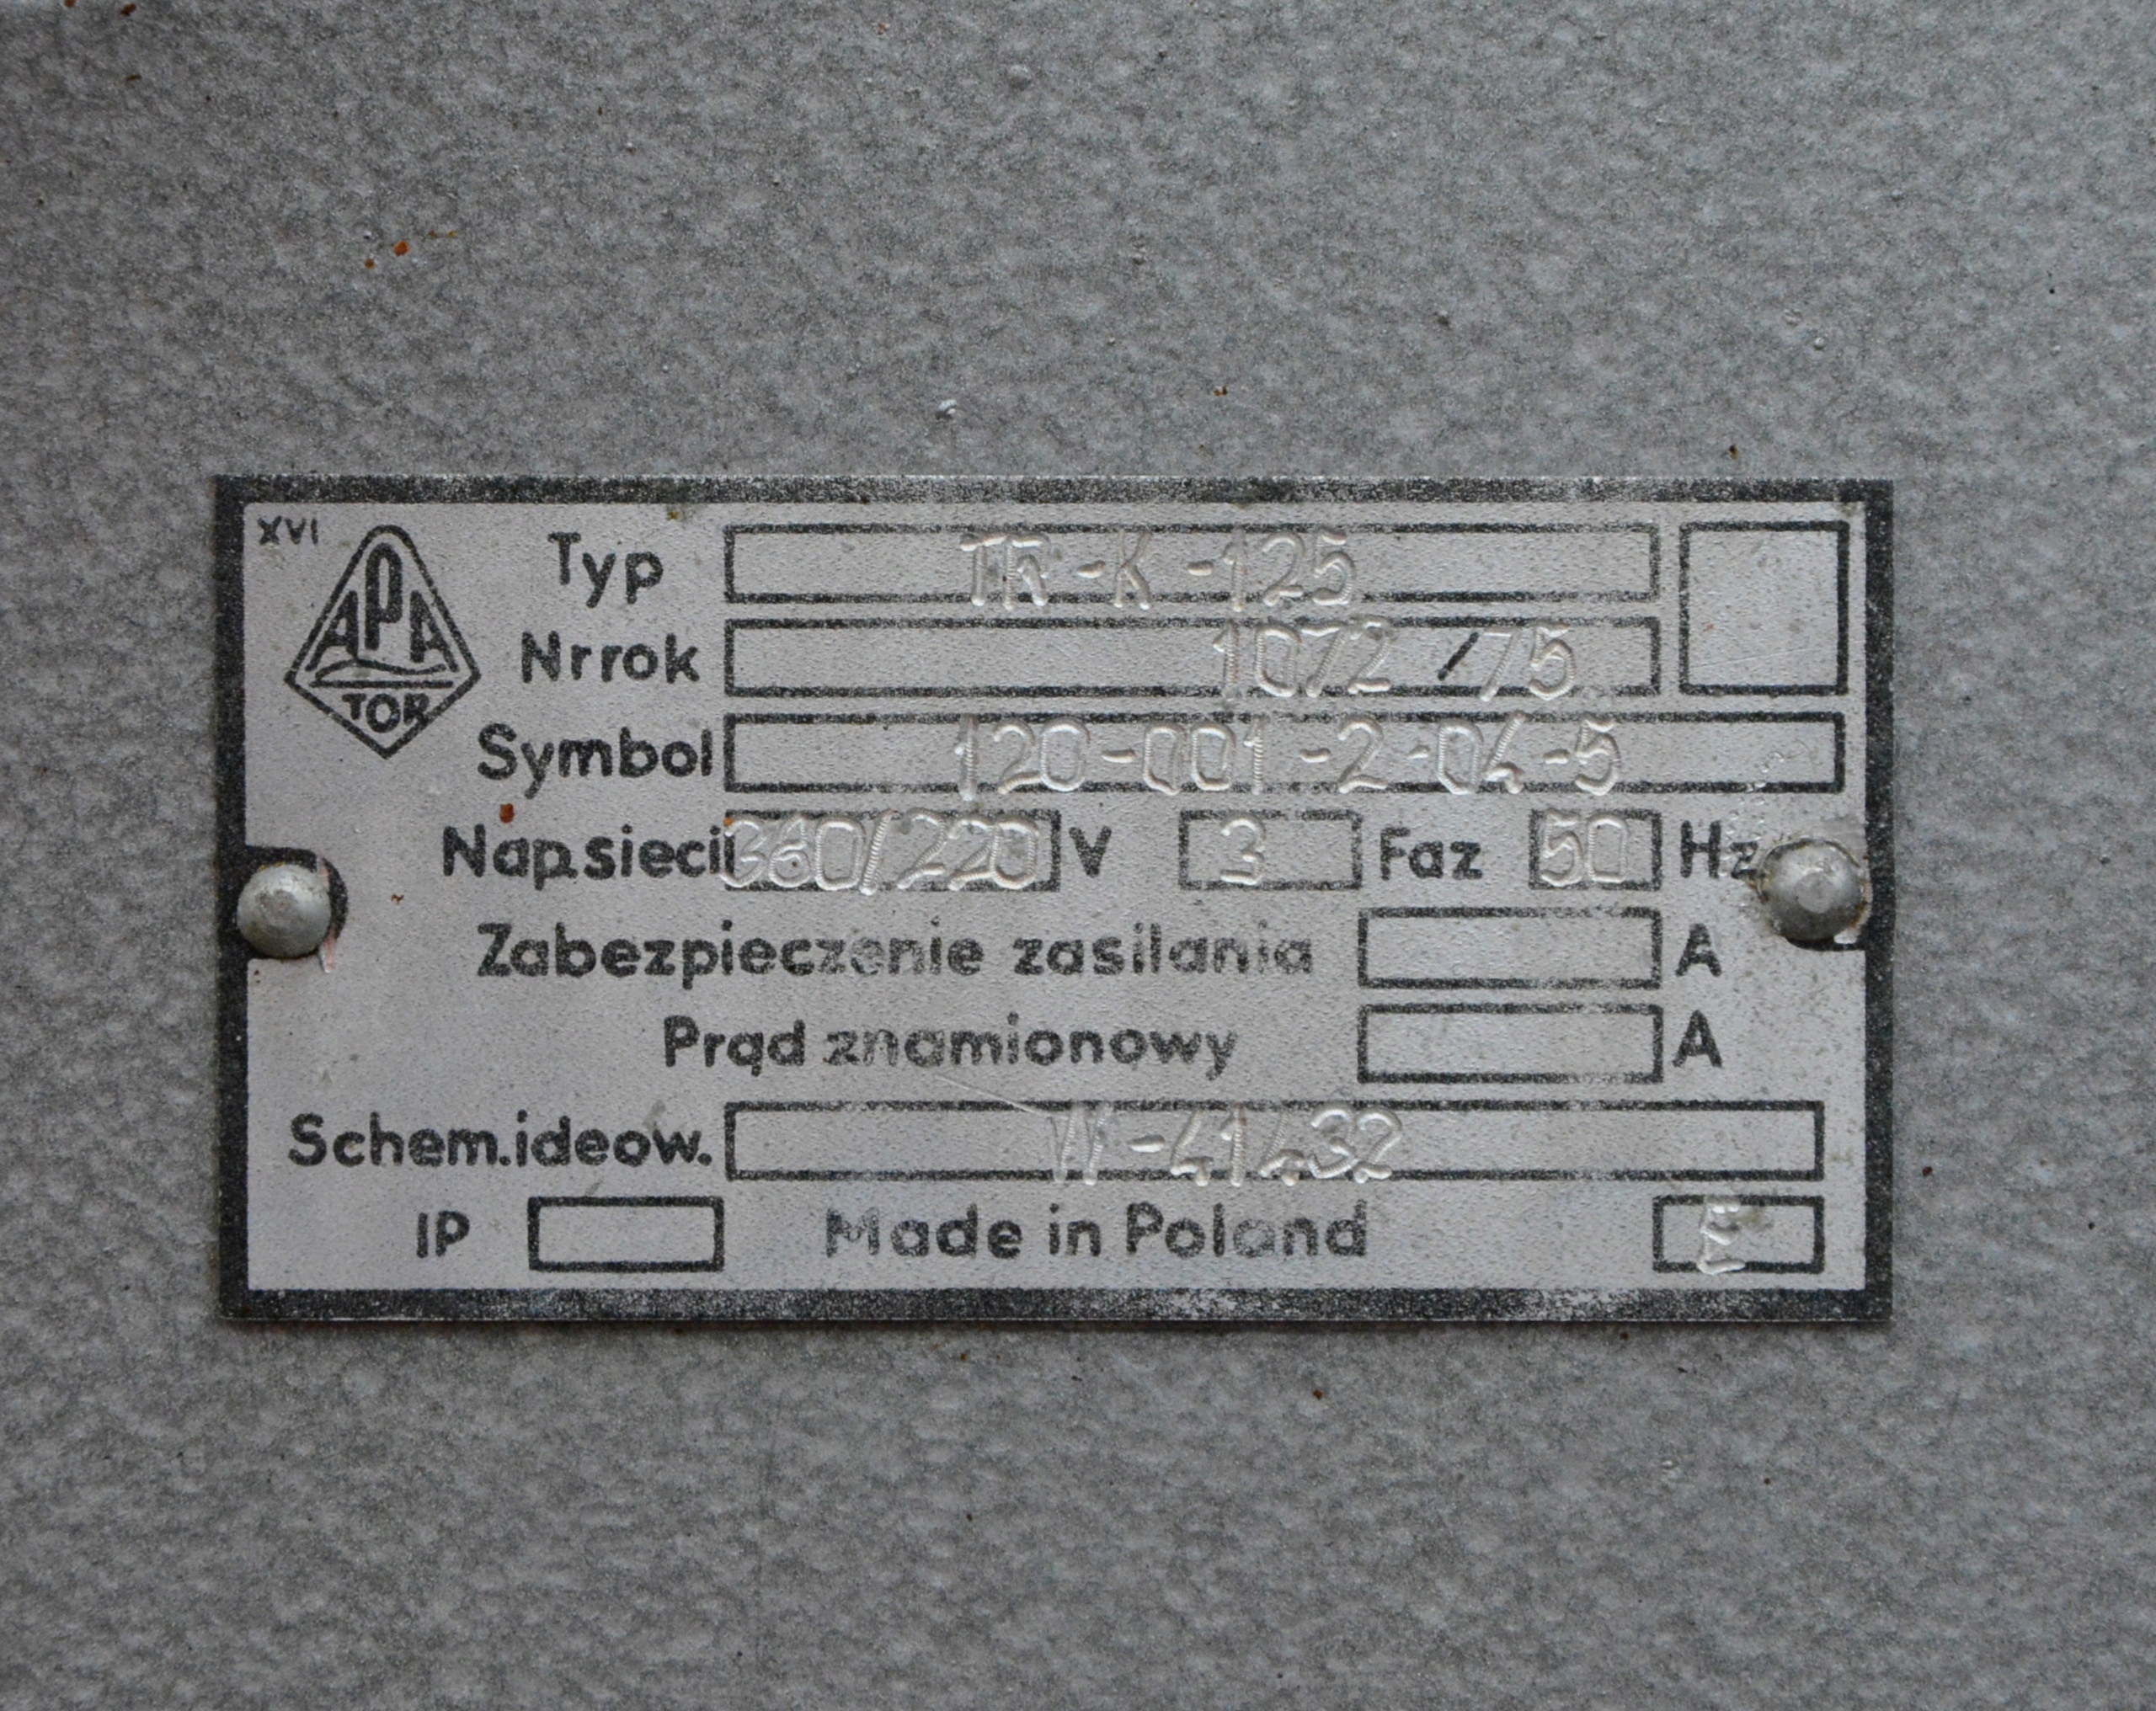 XVI
APA
TOR
Typ TR-K-125
Nr rok 1072/75
Symbol 120-001-2-04-5
Nap.sieci 380/220 V 3 Faz 50 Hz
Zabezpieczenie zasilania A
Prąd znamionowy A
Schem.ideow. W-41432
IP Made in Poland E